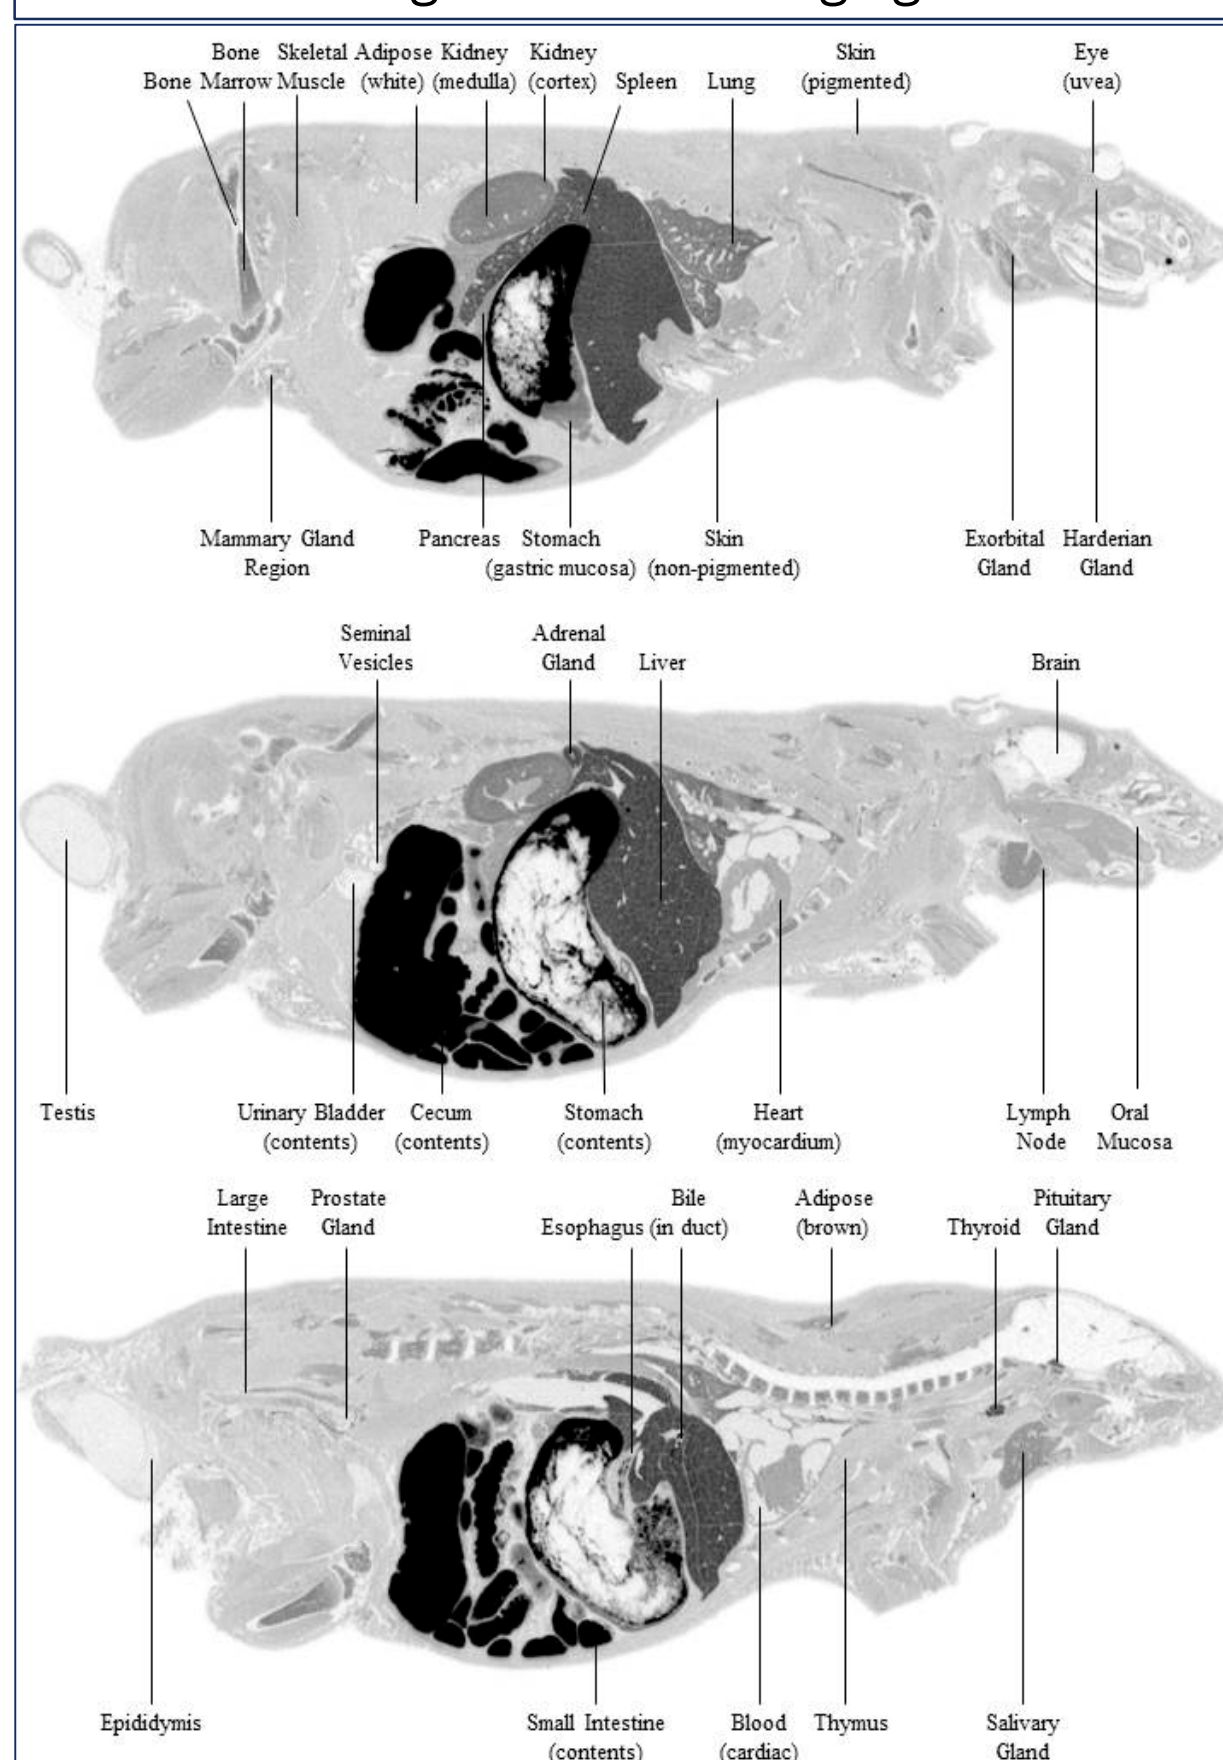 Bone Skeletal Adipose Kidney Kidney Skin Eye
Bone Marrow Muscle (white) (medulla) (cortex) Spleen Lung (pigmented) (uvea)
Mammary Gland Pancreas Stomach Skin Exorbital Harderian
Region (gastric mucosa) (non-pigmented) Gland Gland
Seminal Adrenal
Vesicles Gland Liver Brain
Testis Urinary Bladder Cecum Stomach Heart Lymph Oral
(contents) (contents) (contents) (myocardium) Node Mucosa
Large Prostate Bile Adipose Pituitary
Intestine Gland Esophagus (in duct) (brown) Thyroid Gland
Epididymis Small Intestine Blood Thymus Salivary
(contents) (cardiac) Gland